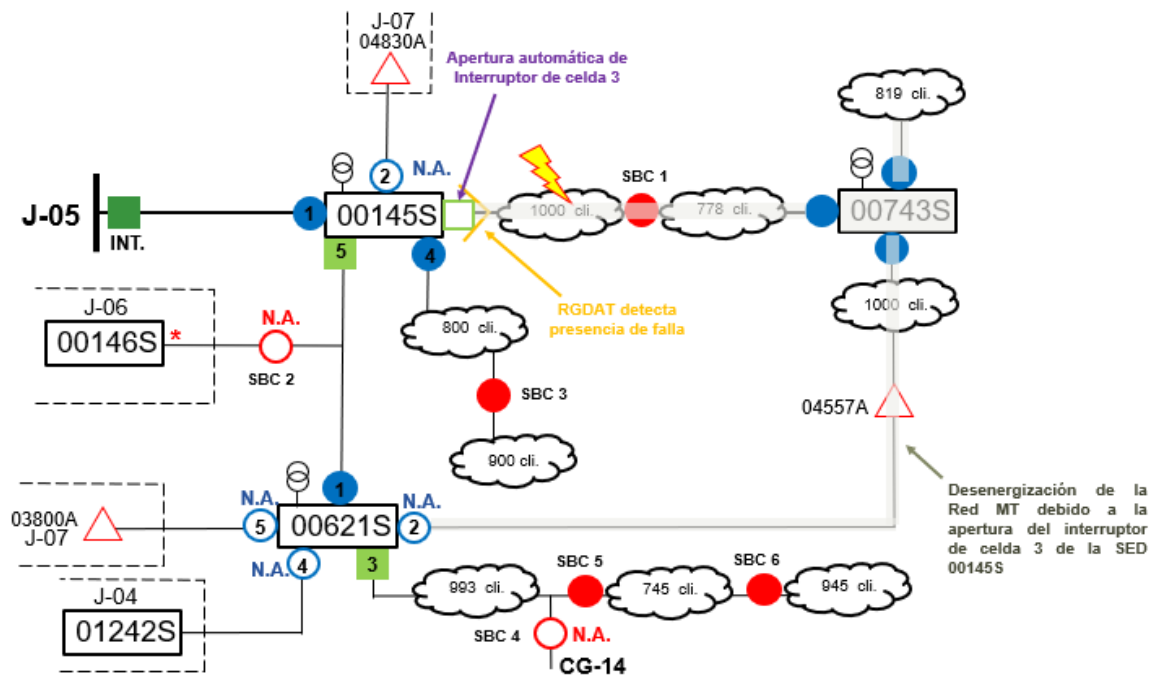 J-07
04830A
Apertura automática de
Interruptor de celda 3
819 cli.
2
N.A.
SBC 1
J-05
INT.
1
00145S
1000 cli.
778 cli.
00743S
5
4
RGDAT detecta
presencia de falla
1000 cli.
J-06
00146S
*
N.A.
SBC 2
800 cli.
SBC 3
04557A
900 cli.
1
N.A.
N.A.
03800A
J-07
5
00621S
2
4
N.A.
3
Desenergización de la
Red MT debido a la
apertura del interruptor
de celda 3 de la SED
00145S
J-04
01242S
993 cli.
SBC 5
745 cli.
SBC 6
945 cli.
SBC 4
N.A.
CG-14